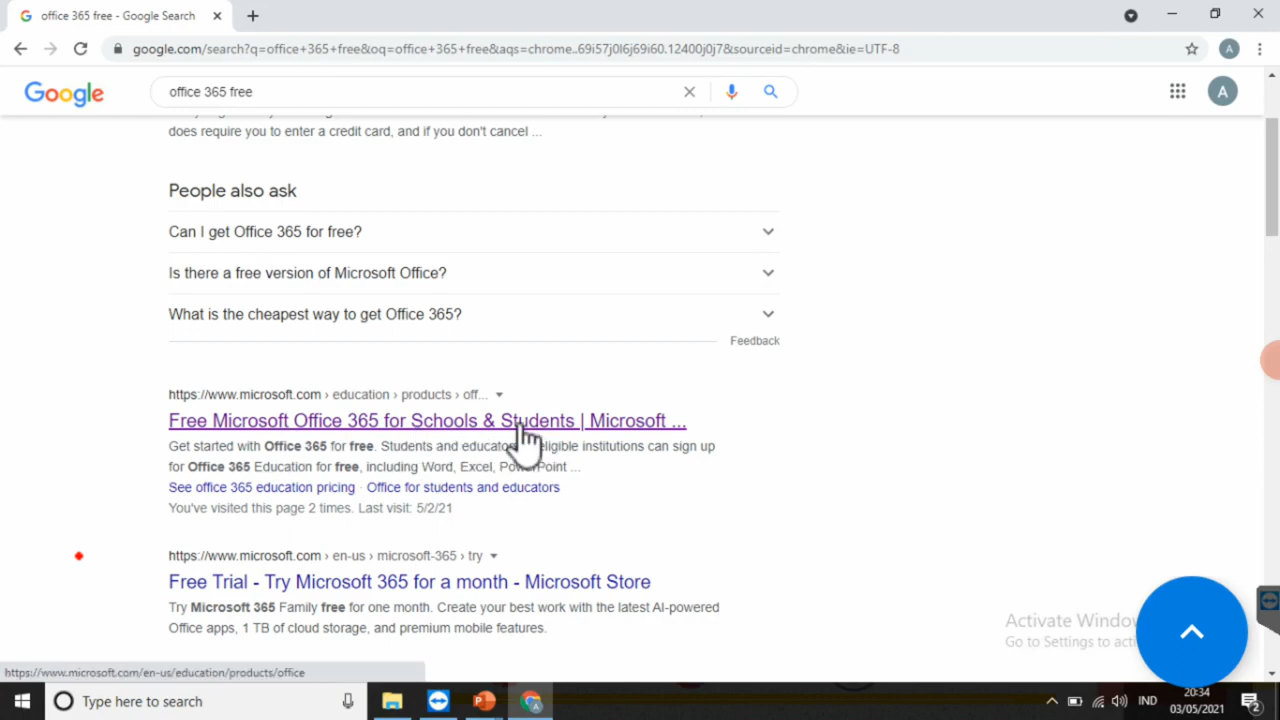 office 365 free - Google Search
google.com/search?q=office+365+free&oq=office+365+free&aqs=chrome..69i57j0l6j69i60.12400j0j7&sourceid=chrome&ie=UTF-8
A
Google
office 365 free
A
does require you to enter a credit card, and if you don't cancel ...
People also ask
Can I get Office 365 for free?
Is there a free version of Microsoft Office?
What is the cheapest way to get Office 365?
Feedback
https://www.microsoft.com › education › products › off...
Free Microsoft Office 365 for Schools & Students | Microsoft ...
Get started with Office 365 for free. Students and educato eligible institutions can sign up
for Office 365 Education for free, including Word, Excel, PowerPoint ...
See office 365 education pricing · Office for students and educators
You've visited this page 2 times. Last visit: 5/2/21
https://www.microsoft.com › en-us › microsoft-365 › try
Free Trial - Try Microsoft 365 for a month - Microsoft Store
Try Microsoft 365 Family free for one month. Create your best work with the latest AI-powered
Office apps, 1 TB of cloud storage, and premium mobile features.
Activate Windo
Go to Settings to acti
https://www.microsoft.com/en-us/education/products/office
Type here to search
IND
20:34
03/05/2021
2